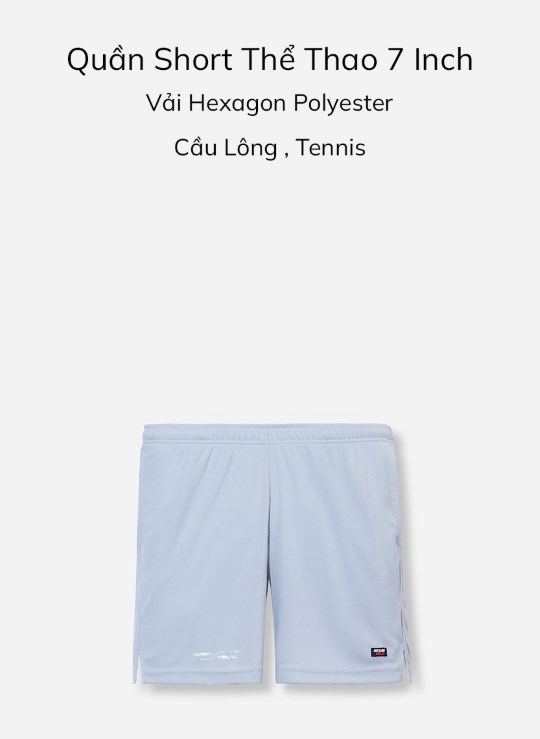 Quần Short Thể Thao 7 Inch
Vải Hexagon Polyester
Cầu Lông , Tennis